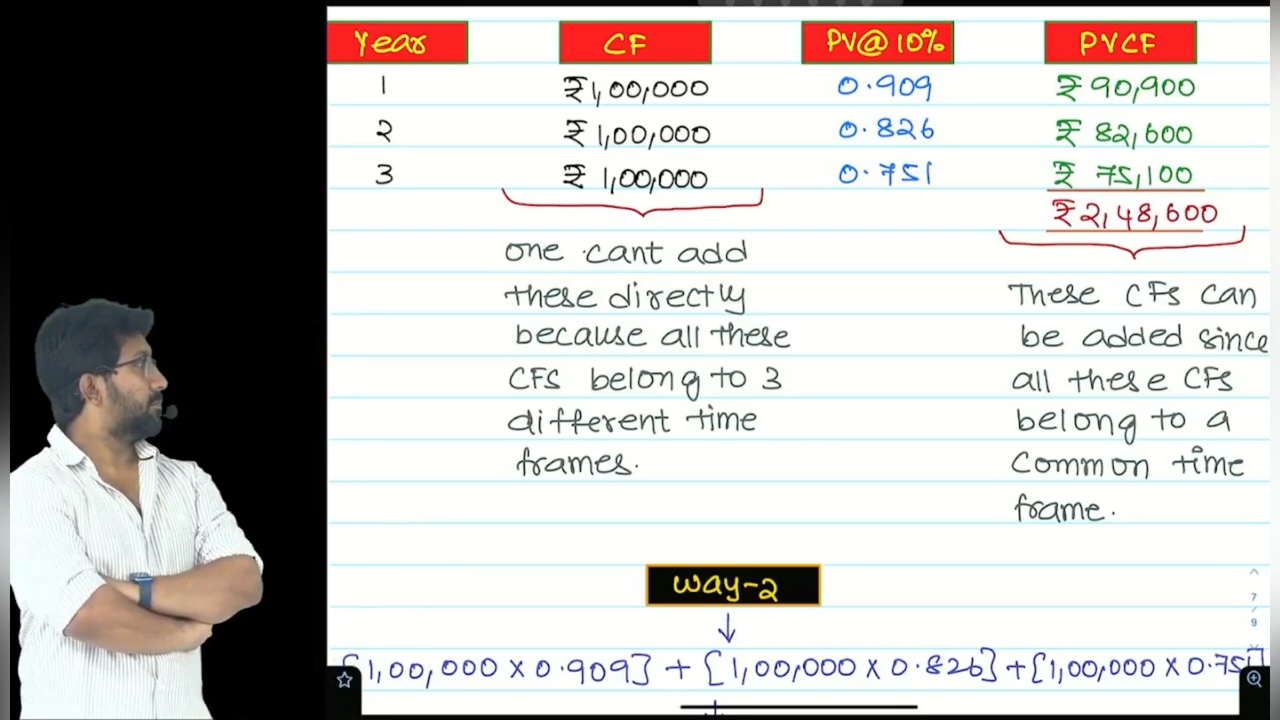 Year CF PV@10% PVCF
1 ₹1,00,000 0.909 ₹90,900
2 ₹1,00,000 0.826 ₹ 82,600
3 ₹ 1,00,000 0.751 ₹ 75,100
₹2,48,600
one cant add
these directly
because all these
CFS belong to 3
different time
frames.
These CFs can
be added since
all these CFs
belong to a
common time
frame.
way-2
↓
[1,00,000 x 0.909] + [1,00,000 x 0.826] + [1,00,000 x 0.751]
7
/
9